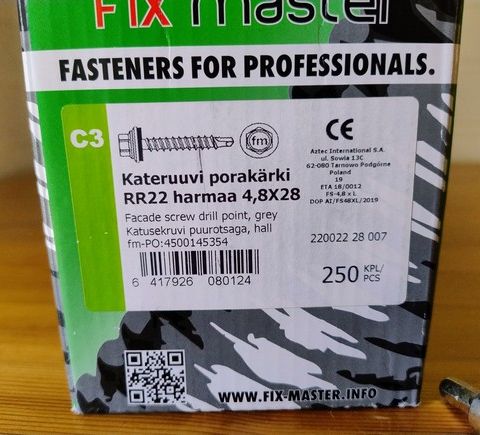 FIX master
FASTENERS FOR PROFESSIONALS.
C3
fm
CE
Kateruuvi porakärki
RR22 harmaa 4,8X28
Facade screw drill point, grey
Katusekruvi puurotsaga, hall
fm-PO:4500145354
6 417926 080124
Aztec International S.A.
ul. Sowia 13C
62-080 Tarnowo Podgórne
Poland
19
ETA 18/0012
FS-4,8 x L
DOP AI/FS48XL/2019
220022 28 007
250 KPL/
PCS
WWW.FIX-MASTER.INFO